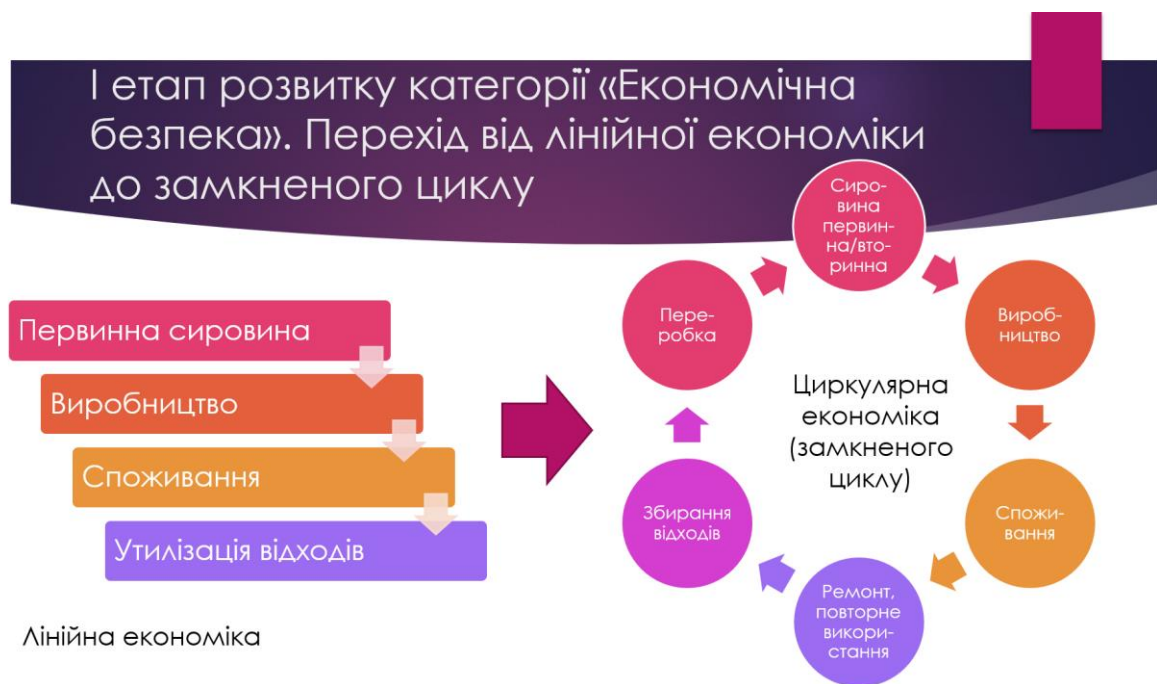 І етап розвитку категорії «Економічна
безпека». Перехід від лінійної економіки
до замкненого циклу
Первинна сировина
Виробництво
Споживання
Утилізація відходів
Лінійна економіка
Сиро-
вина
первин-
на/вто-
ринна
Вироб-
ництво
Спожи-
вання
Ремонт,
повторне
викори-
стання
Збирання
відходів
Пере-
робка
Циркулярна
економіка
(замкненого
циклу)